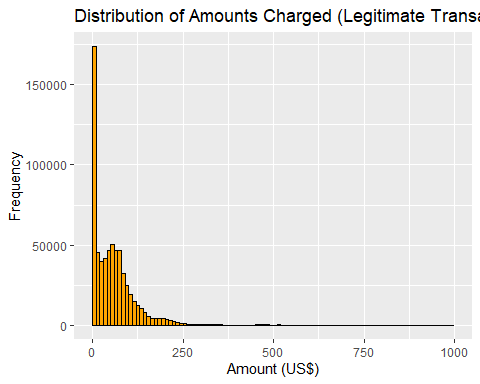 Distribution of Amounts Charged (Legitimate Transa
150000
100000
50000
0
Frequency
0 250 500 750 1000
Amount (US$)